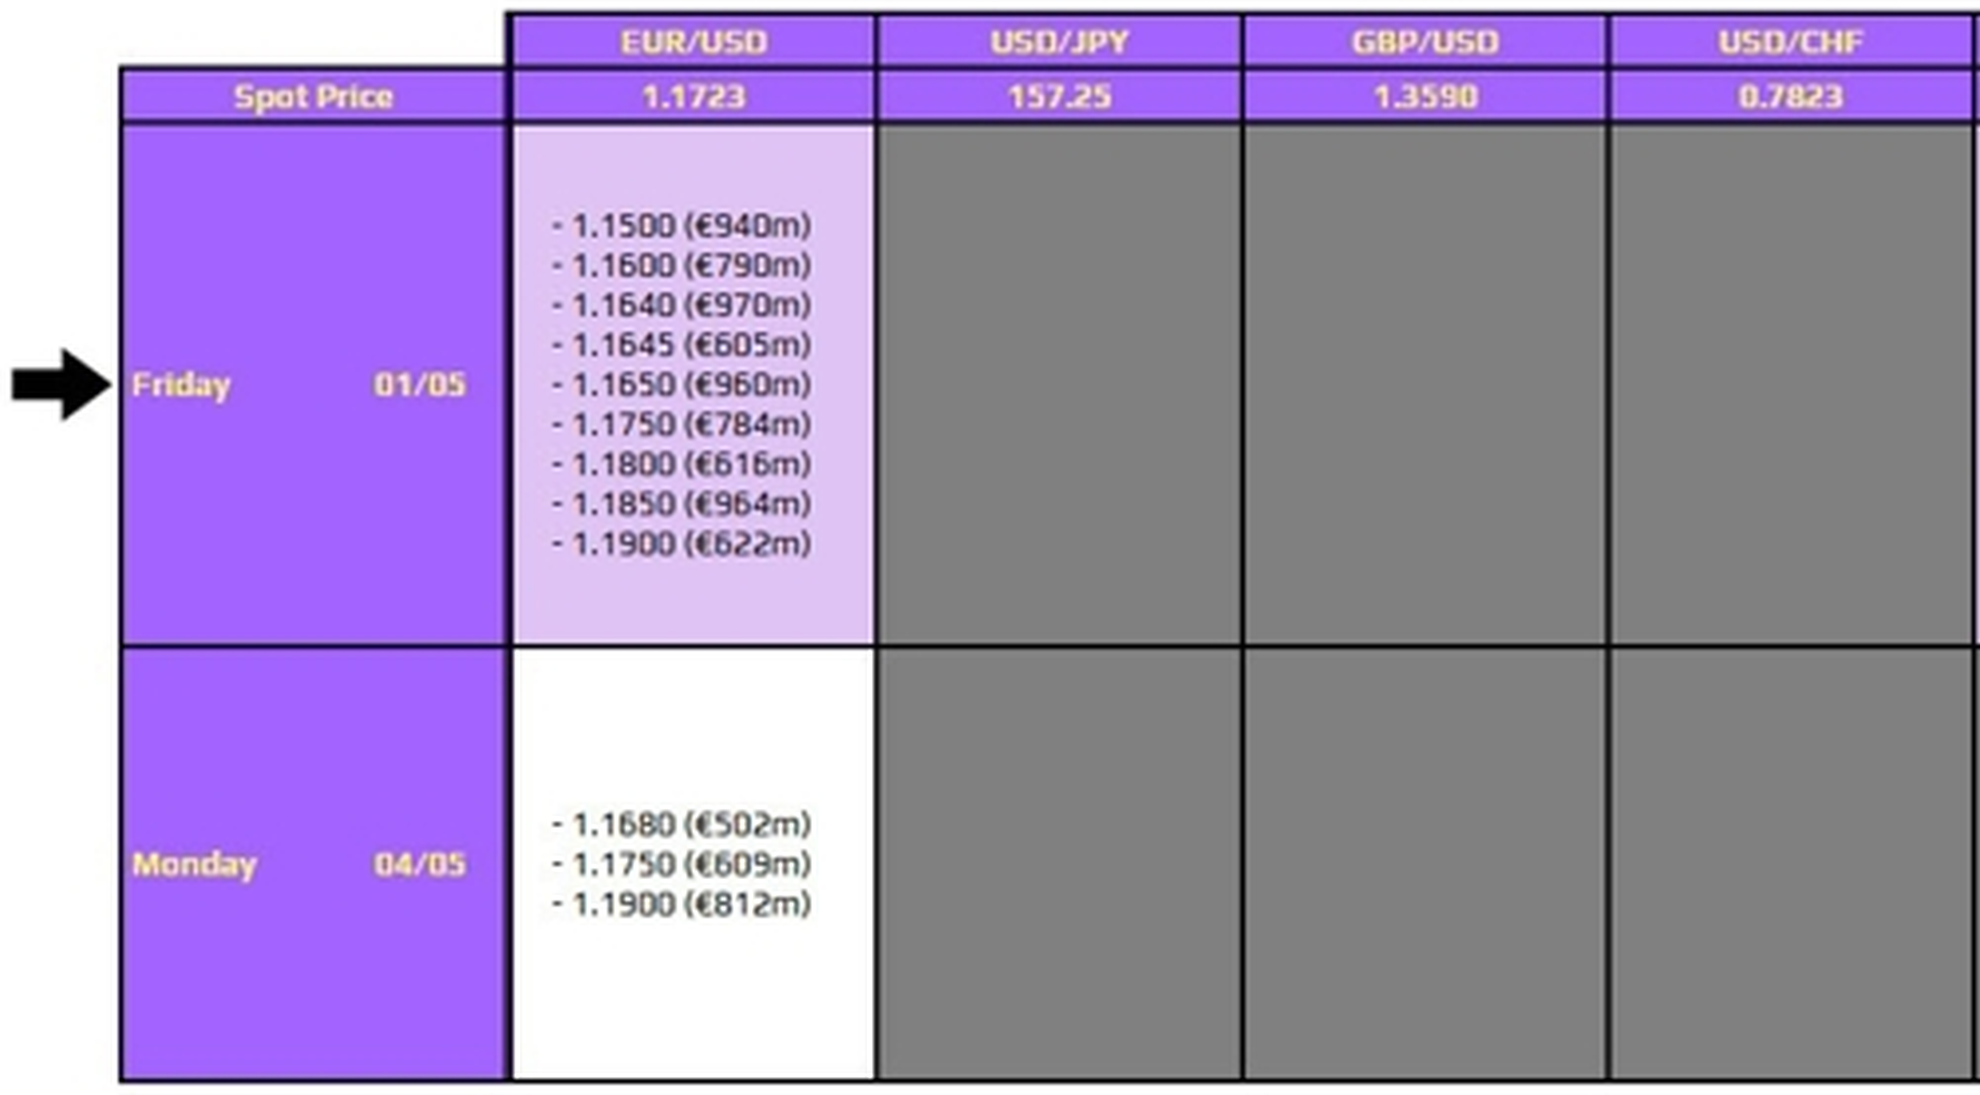 EUR/USD USD/JPY GBP/USD USD/CHF
Spot Price 1.1723 157.25 1.3590 0.7823
- 1.1500 (€940m)
- 1.1600 (€790m)
- 1.1640 (€970m)
- 1.1645 (€605m)
Friday 01/05 - 1.1650 (€960m)
- 1.1750 (€784m)
- 1.1800 (€616m)
- 1.1850 (€964m)
- 1.1900 (€622m)
- 1.1680 (€502m)
Monday 04/05 - 1.1750 (€609m)
- 1.1900 (€812m)